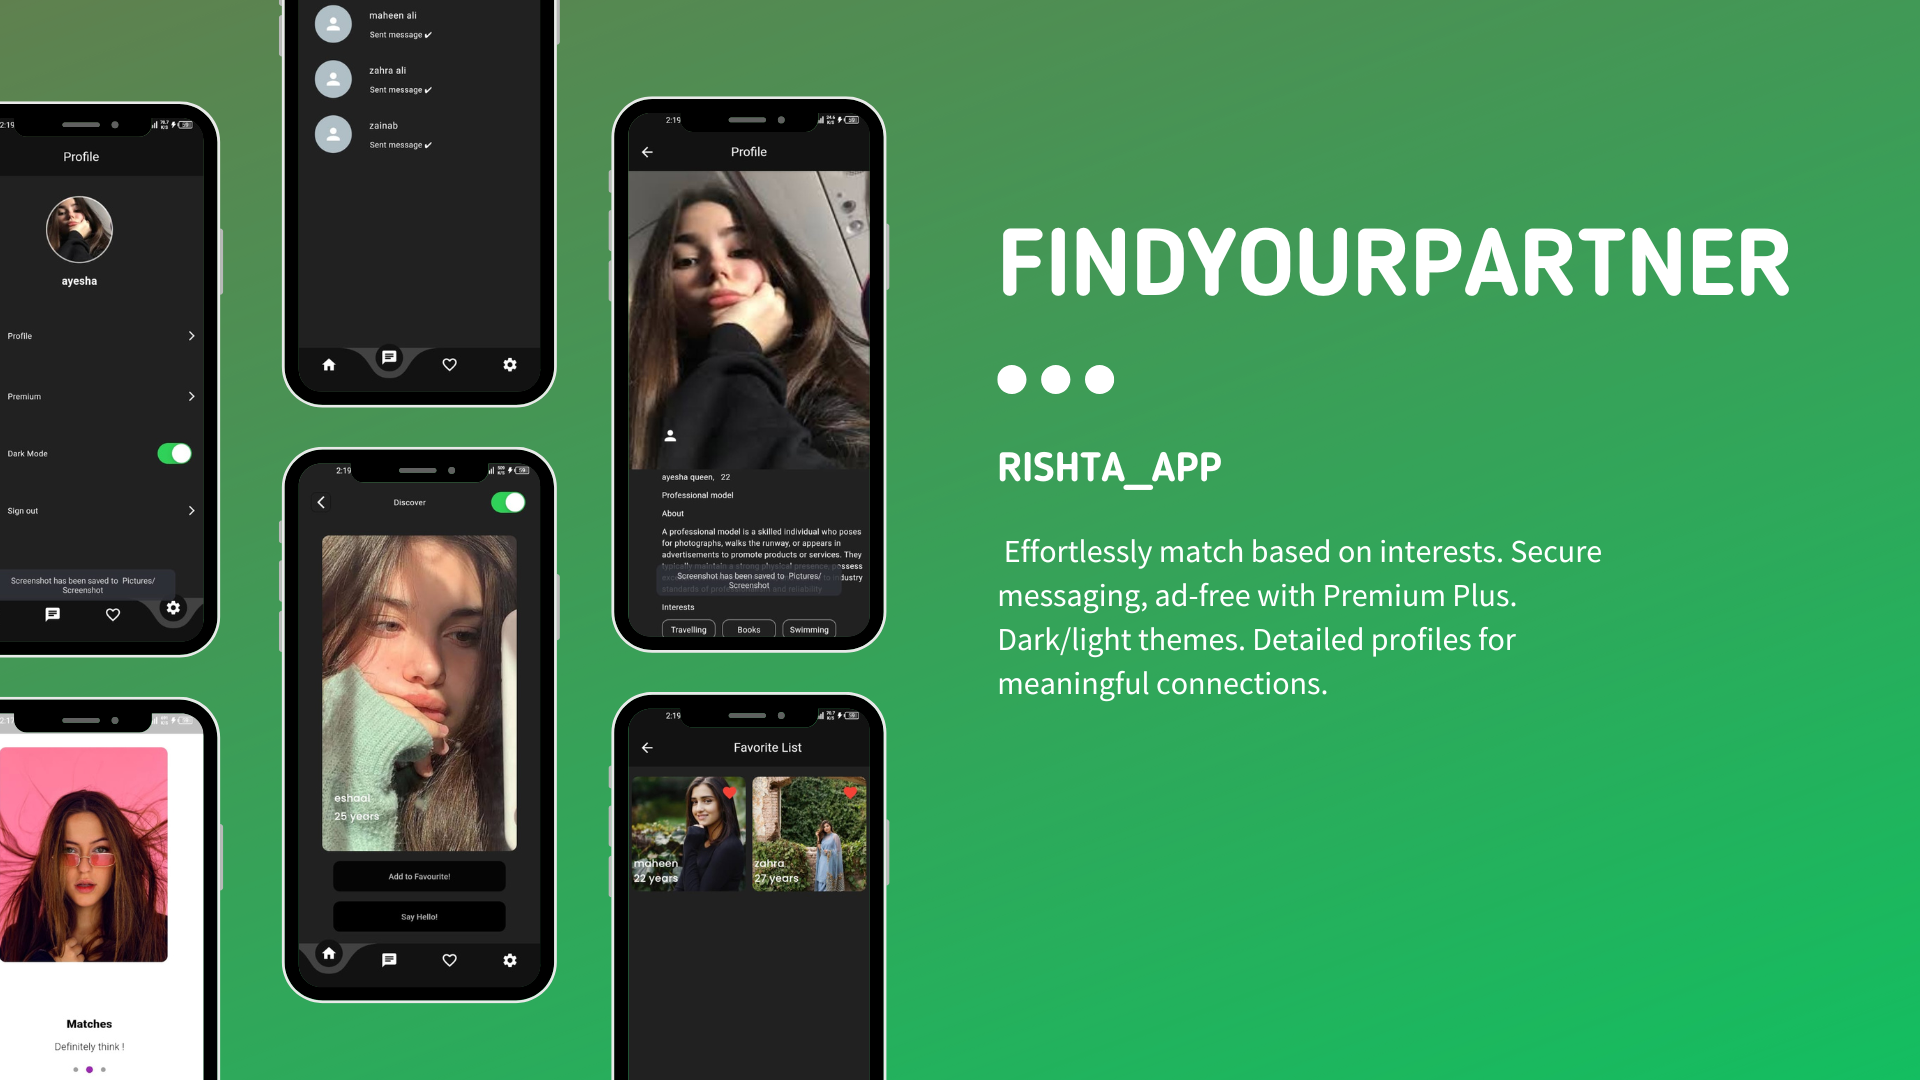 2:19
Profile
ayesha
Profile
Premium
Dark Mode
Sign out
Screenshot has been saved to Pictures/
Screenshot
Matches
Definitely think !
maheen ali
Sent message ✔
zahra ali
Sent message ✔
zainab
Sent message ✔
2:19
Discover
eshaal
25 years
Add to Favourite!
Say Hello!
2:19
Profile
ayesha queen, 22
Professional model
About
A professional model is a skilled individual who poses
for photographs, walks the runway, or appears in
advertisements to promote products or services. They
typically maintain a strong physical presence, possess
Screenshot has been saved to Pictures/
to industry
Screenshot
standards of professionalism and reliability.
Interests
Travelling
Books
Swimming
2:19
Favorite List
maheen
22 years
zahra
27 years
FINDYOURPARTNER
RISHTA_APP
Effortlessly match based on interests. Secure
messaging, ad-free with Premium Plus.
Dark/light themes. Detailed profiles for
meaningful connections.